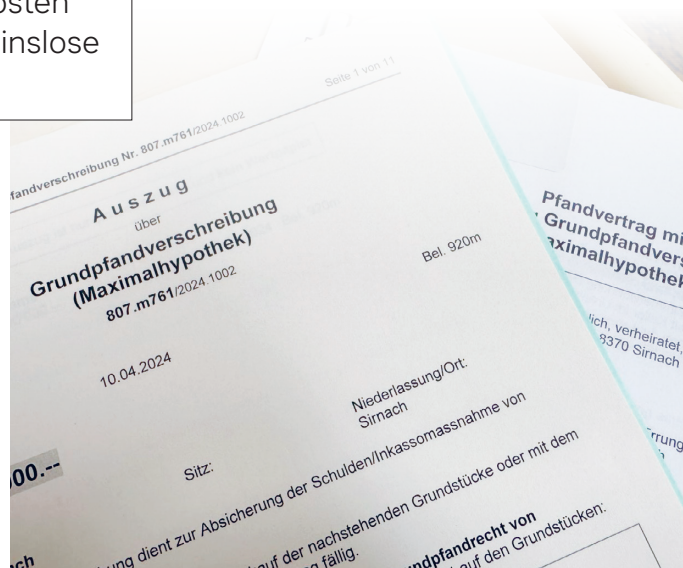 osten
inslose
Seite 1 von 11
fandverschreibung Nr. 807.m761/2024.1002
Auszug
über
Grundpfandverschreibung
(Maximalhypothek)
807.m761/2024.1002
Bel. 920m
10.04.2024
Niederlassung/Ort:
Sirnach
00.--
Sitz:
ung dient zur Absicherung der Schulden/Inkassomassnahme von
auf der nachstehenden Grundstücke oder mit dem
fällig.
ndpfandrecht von
auf den Grundstücken:
ch
Pfandvertrag mi
Grundpfandvers
aximalhypothek
lich, verheiratet,
8370 Sirnach
rrung